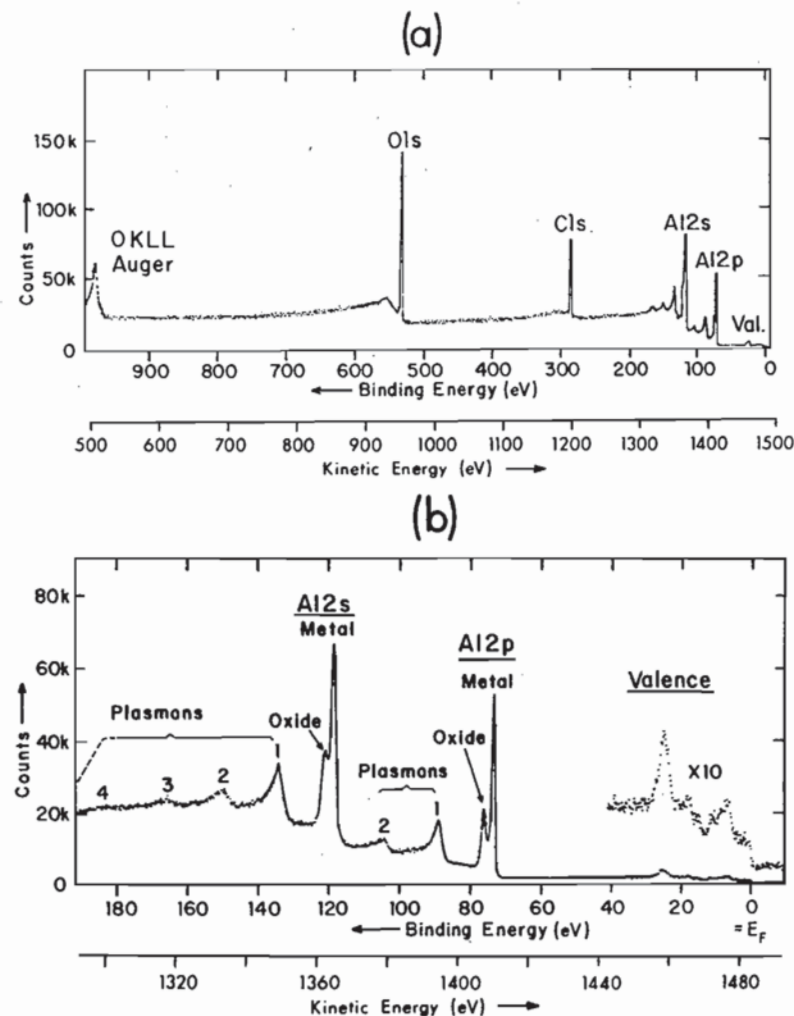 (a)
150k
100k
50k
0
Counts →
OKLL
Auger
O1s
C1s
Al2s
Al2p
Val.
900 800 700 600 500 400 300 200 100 0
← Binding Energy (eV)
500 600 700 800 900 1000 1100 1200 1300 1400 1500
Kinetic Energy (eV) →
(b)
80k
60k
40k
20k
0
Counts →
Plasmons
4 3 2 1
Al2s
Metal
Oxide
Plasmons
2 1
Al2p
Metal
Oxide
Valence
X10
180 160 140 120 100 80 60 40 20 0
← Binding Energy (eV)
= E_F
1320 1360 1400 1440 1480
Kinetic Energy (eV) →